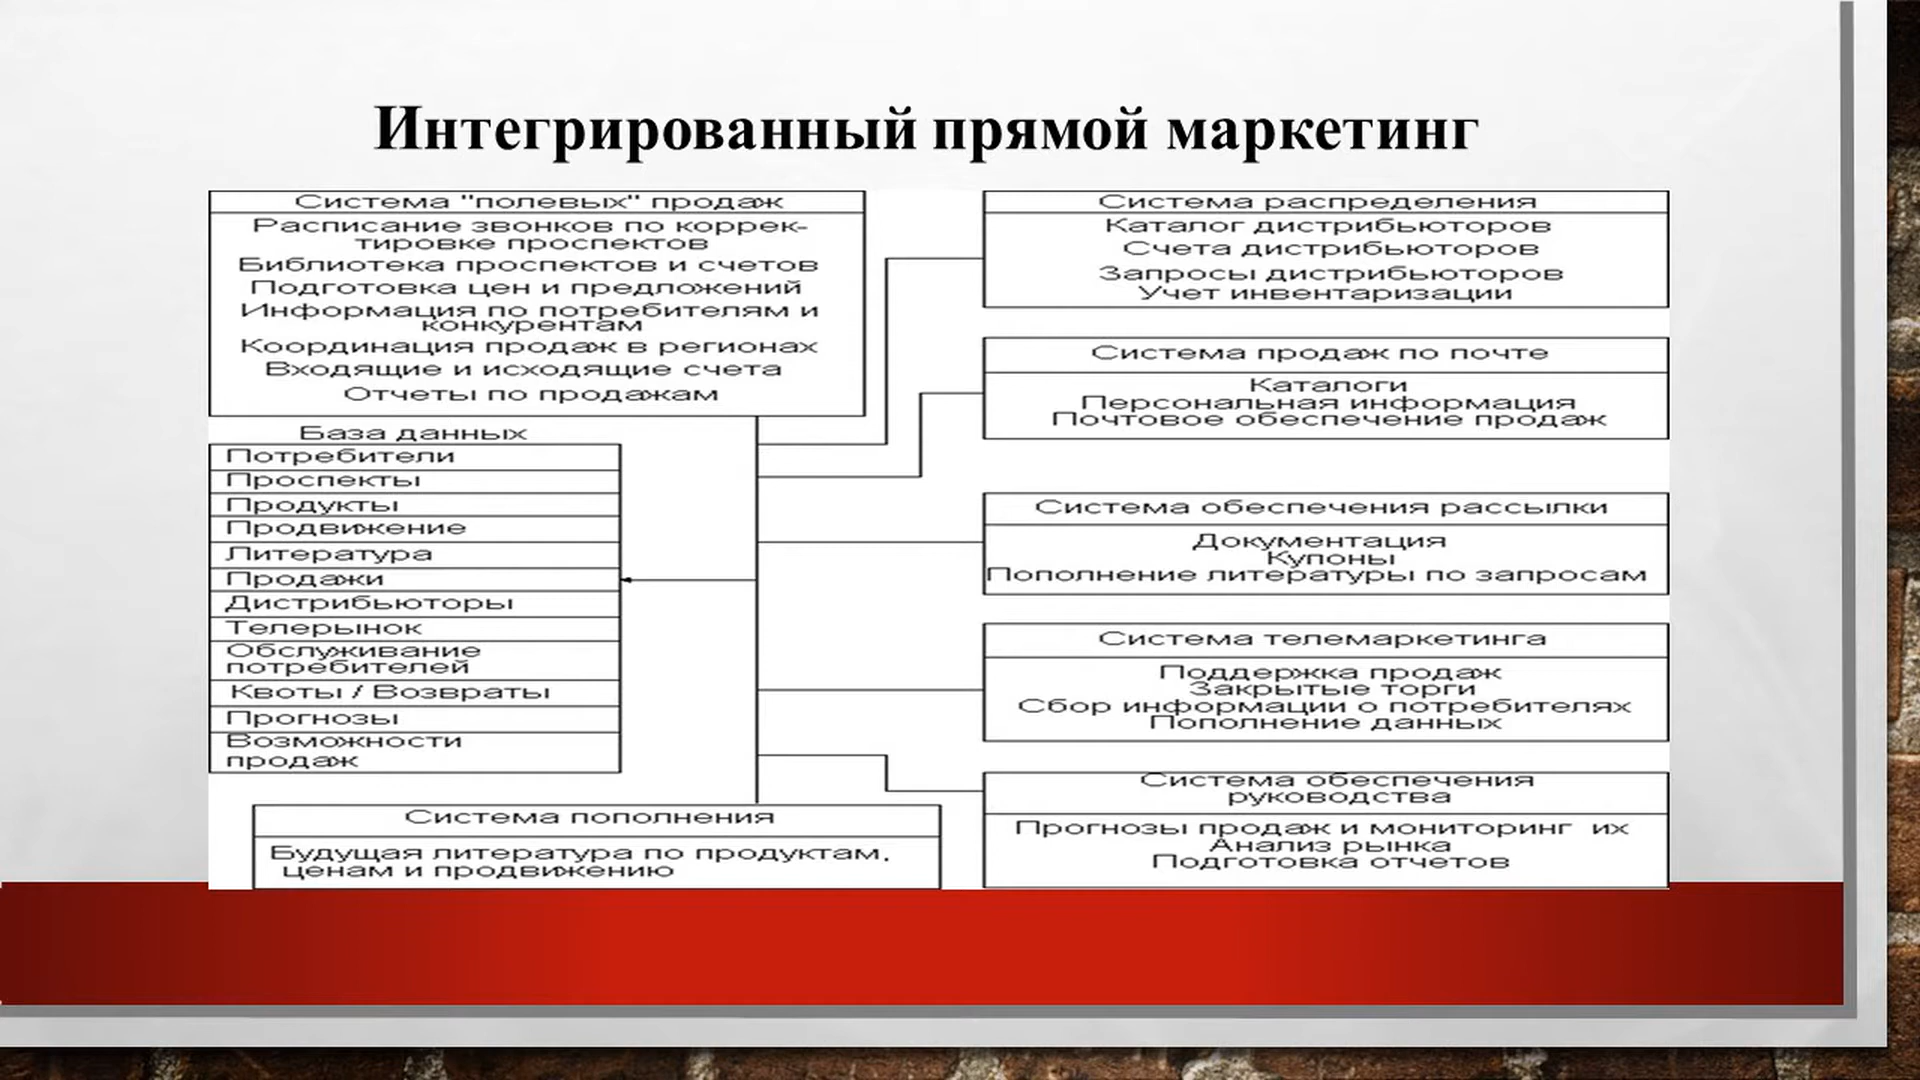 Интегрированный прямой маркетинг
Система "полевых" продаж
Расписание звонков по коррек-
тировке проспектов
Библиотека проспектов и счетов
Подготовка цен и предложений
Информация по потребителям и
конкурентам
Координация продаж в регионах
Входящие и исходящие счета
Отчеты по продажам
База данных
Потребители
Проспекты
Продукты
Продвижение
Литература
Продажи
Дистрибьюторы
Телерынок
Обслуживание
потребителей
Квоты / Возвраты
Прогнозы
Возможности
продаж
Система пополнения
Будущая литература по продуктам,
ценам и продвижению
Система распределения
Каталог дистрибьюторов
Счета дистрибьюторов
Запросы дистрибьюторов
Учет инвентаризации
Система продаж по почте
Каталоги
Персональная информация
Почтовое обеспечение продаж
Система обеспечения рассылки
Документация
Купоны
Пополнение литературы по запросам
Система телемаркетинга
Поддержка продаж
Закрытые торги
Сбор информации о потребителях
Пополнение данных
Система обеспечения
руководства
Прогнозы продаж и мониторинг их
Анализ рынка
Подготовка отчетов